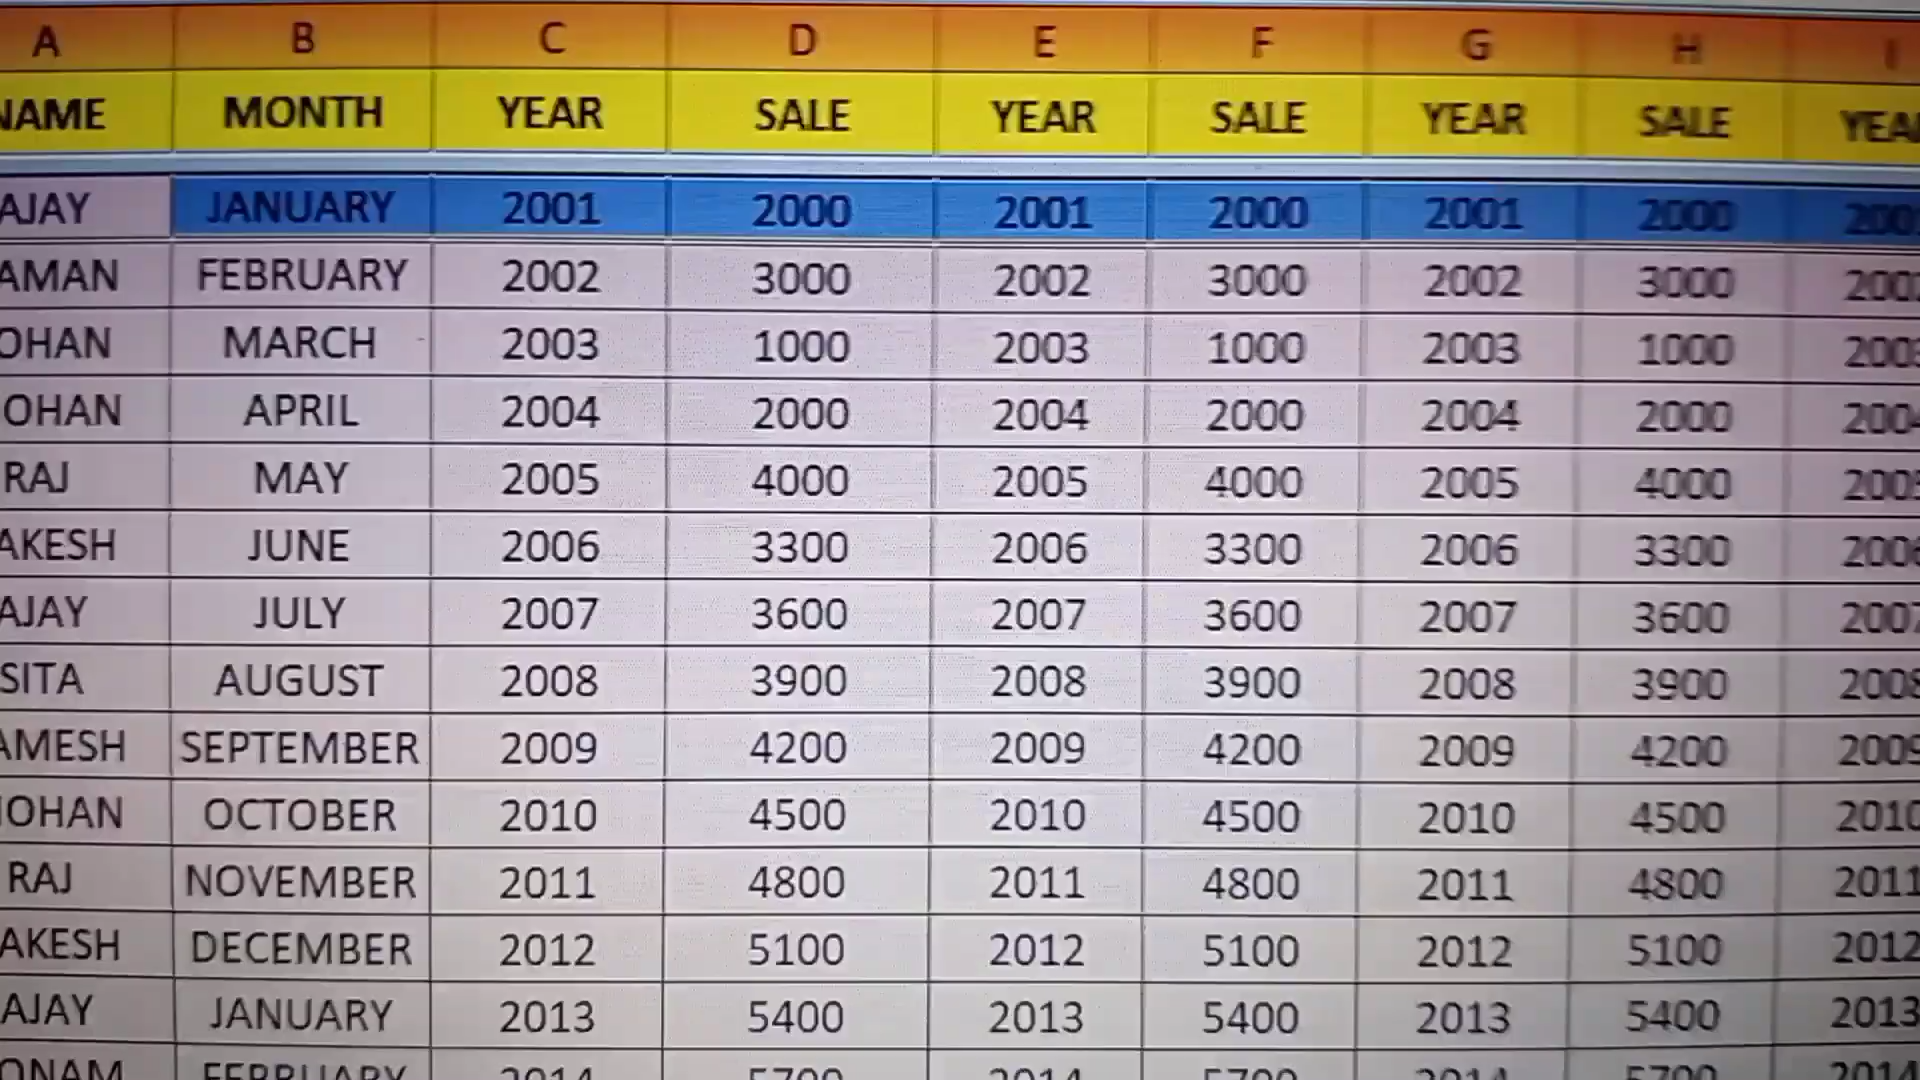 A B C D E F G H I
NAME MONTH YEAR SALE YEAR SALE YEAR SALE YEA
AJAY JANUARY 2001 2000 2001 2000 2001 2000 200
AMAN FEBRUARY 2002 3000 2002 3000 2002 3000 2002
OHAN MARCH 2003 1000 2003 1000 2003 1000 2003
OHAN APRIL 2004 2000 2004 2000 2004 2000 2004
RAJ MAY 2005 4000 2005 4000 2005 4000 2005
AKESH JUNE 2006 3300 2006 3300 2006 3300 2006
AJAY JULY 2007 3600 2007 3600 2007 3600 2007
SITA AUGUST 2008 3900 2008 3900 2008 3900 2008
AMESH SEPTEMBER 2009 4200 2009 4200 2009 4200 2009
OHAN OCTOBER 2010 4500 2010 4500 2010 4500 2010
RAJ NOVEMBER 2011 4800 2011 4800 2011 4800 2011
AKESH DECEMBER 2012 5100 2012 5100 2012 5100 2012
AJAY JANUARY 2013 5400 2013 5400 2013 5400 2013
ONAM FEBRUARY 2014 5700 2014 5700 2014 5700 2014